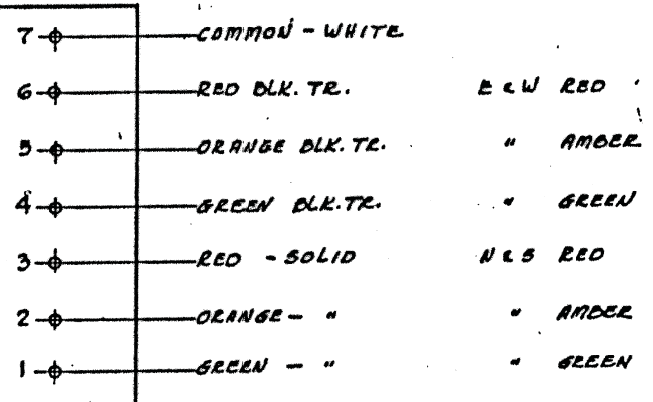 7 COMMON - WHITE
6 RED BLK. TR. E & W RED
5 ORANGE BLK. TR. " AMBER
4 GREEN BLK. TR. " GREEN
3 RED - SOLID N & S RED
2 ORANGE - " " AMBER
1 GREEN - " " GREEN